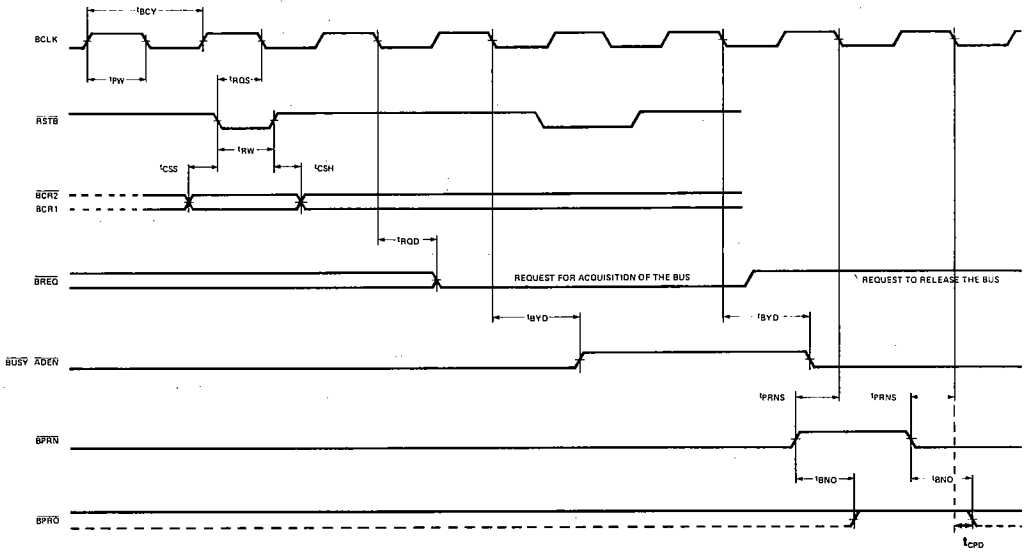 tBCY
BCLK
tPW
tRQS
RSTB
tRW
tCSS
tCSH
BCR2
BCR1
tRQD
BREQ
REQUEST FOR ACQUISITION OF THE BUS
REQUEST TO RELEASE THE BUS
tBYD
tBYD
BUSY ADEN
tPRNS
tPRNS
BPRN
tBNO
tBNO
BPRO
tCPD